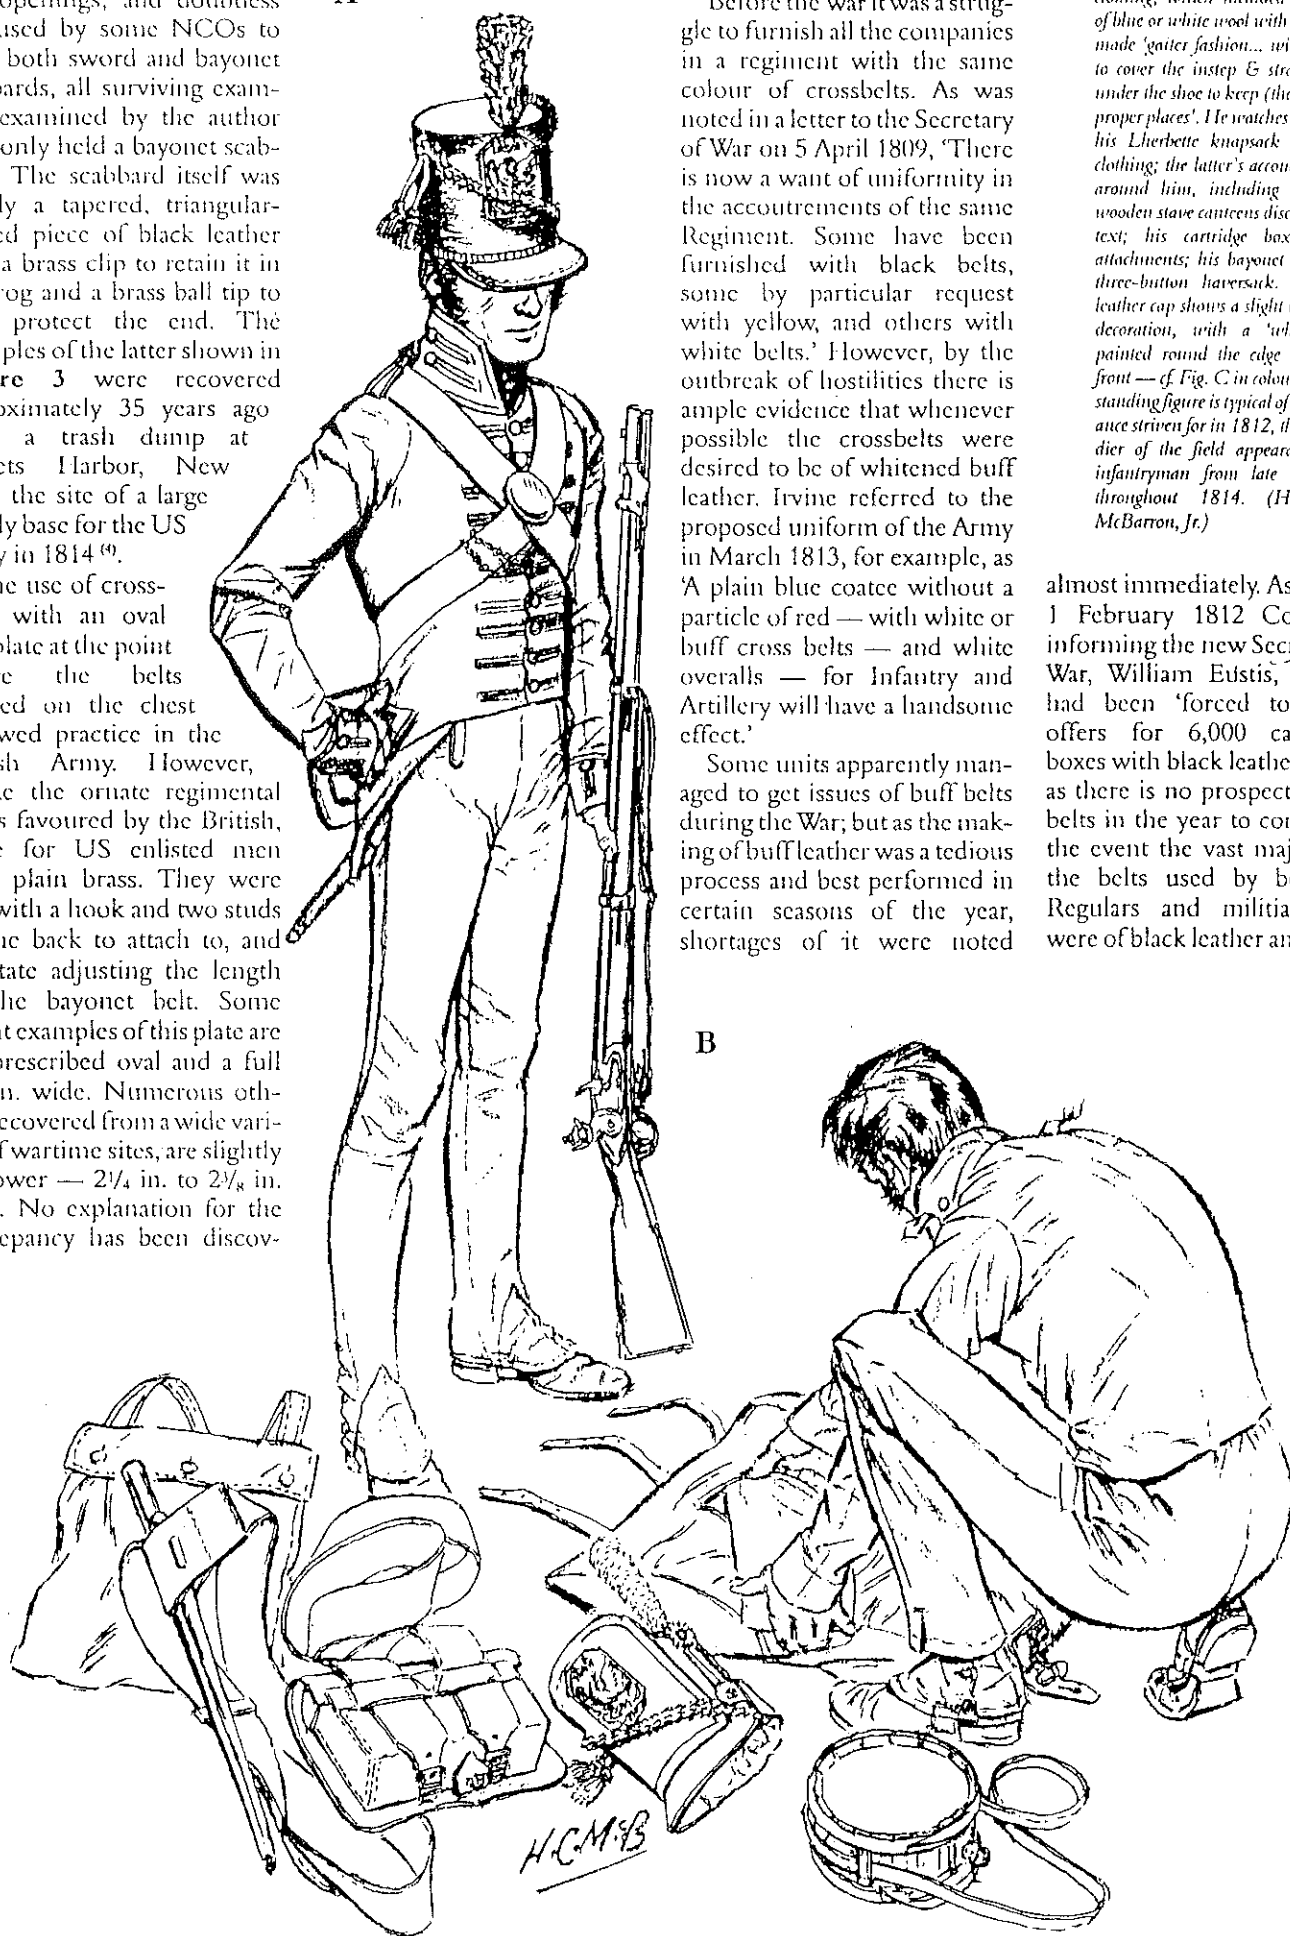 openings, and doubtless
used by some NCOs to
both sword and bayonet
bards, all surviving exam-
examined by the author
only held a bayonet scab-
The scabbard itself was
ly a tapered, triangular-
ed piece of black leather
a brass clip to retain it in
rog and a brass ball tip to
protect the end. The
ples of the latter shown in
re 3 were recovered
oximately 35 years ago
a trash dump at
ets Harbor, New
the site of a large
ly base for the US
y in 1814 (4).
e use of cross-
with an oval
plate at the point
e the belts
ed on the chest
wed practice in the
sh Army. However,
e the ornate regimental
s favoured by the British,
e for US enlisted men
plain brass. They were
with a hook and two studs
ne back to attach to, and
tate adjusting the length
he bayonet belt. Some
nt examples of this plate are
prescribed oval and a full
n. wide. Numerous oth-
recovered from a wide vari-
f wartime sites, are slightly
ower — 2¼ in. to 2⅜ in.
. No explanation for the
epancy has been discov-
A
Before the war it was a strug-
gle to furnish all the companies
in a regiment with the same
colour of crossbelts. As was
noted in a letter to the Secretary
of War on 5 April 1809, 'There
is now a want of uniformity in
the accoutrements of the same
Regiment. Some have been
furnished with black belts,
some by particular request
with yellow, and others with
white belts.' However, by the
outbreak of hostilities there is
ample evidence that whenever
possible the crossbelts were
desired to be of whitened buff
leather. Irvine referred to the
proposed uniform of the Army
in March 1813, for example, as
'A plain blue coatee without a
particle of red — with white or
buff cross belts — and white
overalls — for Infantry and
Artillery will have a handsome
effect.'
Some units apparently man-
aged to get issues of buff belts
during the War; but as the mak-
ing of buff leather was a tedious
process and best performed in
certain seasons of the year,
shortages of it were noted
of blue or white wool with
made 'gaiter fashion... wi
to cover the instep & stra
under the shoe to keep (the
proper places'. He watches
his Lherbette knapsack
clothing; the latter's accou
around him, including
wooden stave canteens disc
text; his cartridge box
attachments; his bayonet
three-button haversack.
leather cap shows a slight
decoration, with a 'wh
painted round the edge
front — cf. Fig. C in colou
standing figure is typical of
ance striven for in 1812, th
dier of the field appeara
infantryman from late
throughout 1814. (H
McBarron, Jr.)
almost immediately. As
1 February 1812 Co
informing the new Secr
War, William Eustis,
had been 'forced to
offers for 6,000 ca
boxes with black leathe
as there is no prospect
belts in the year to cor
the event the vast maj
the belts used by b
Regulars and militia
were of black leather an
B
H.C.McB